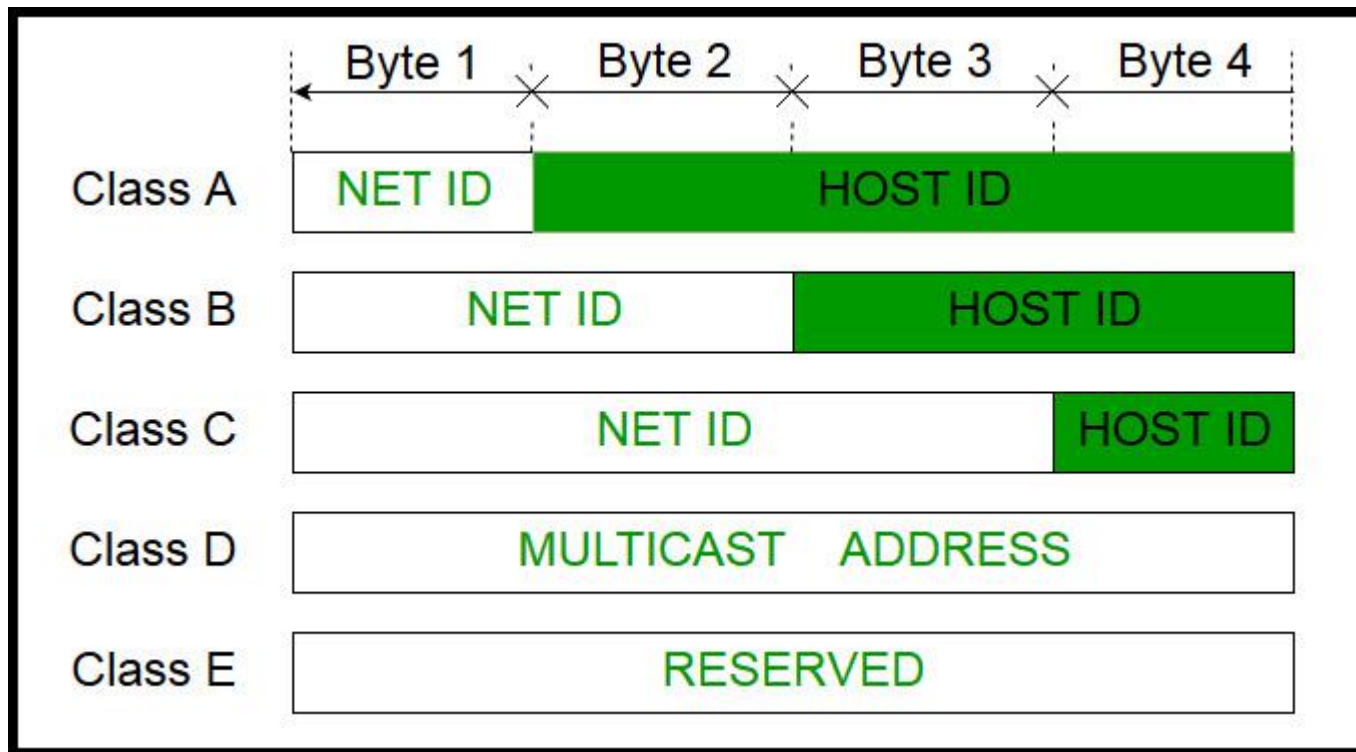 Byte 1 Byte 2 Byte 3 Byte 4
Class A NET ID HOST ID
Class B NET ID HOST ID
Class C NET ID HOST ID
Class D MULTICAST ADDRESS
Class E RESERVED